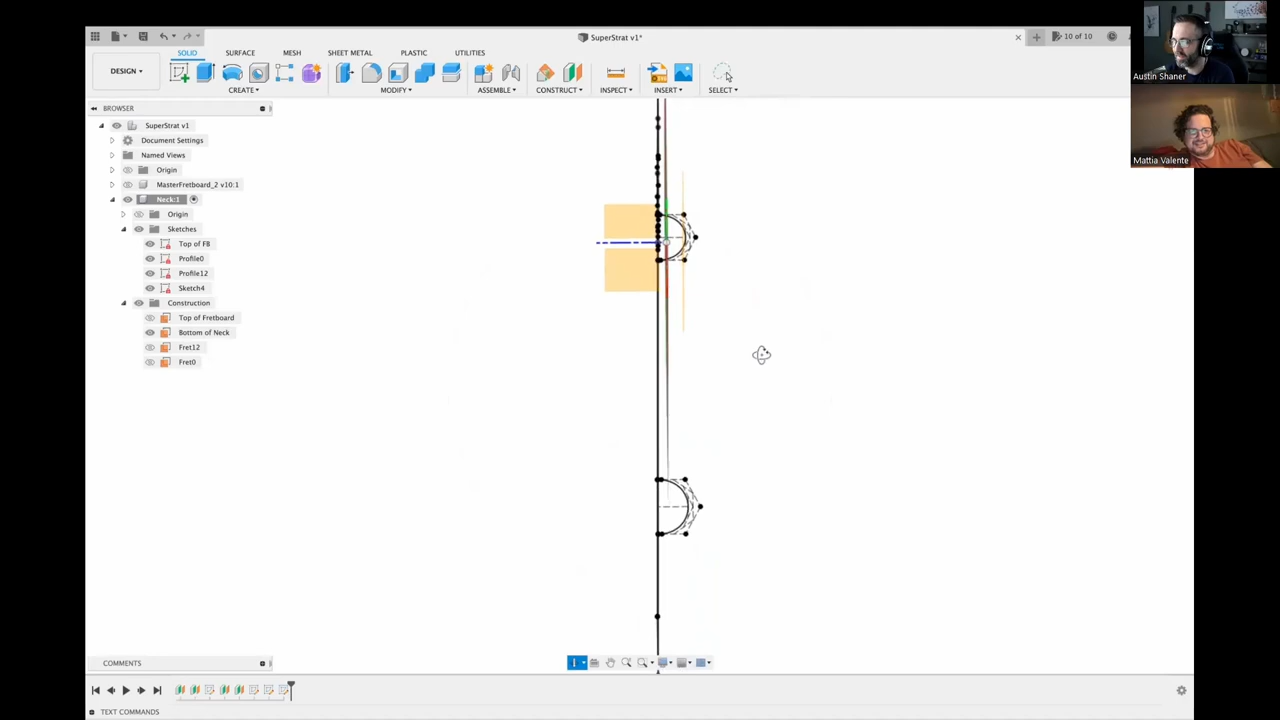 SuperStrat v1*
10 of 10
SOLID SURFACE MESH SHEET METAL PLASTIC UTILITIES
DESIGN
CREATE MODIFY ASSEMBLE CONSTRUCT INSPECT INSERT SELECT
BROWSER
SuperStrat v1
Document Settings
Named Views
Origin
MasterFretboard_2 v10:1
Neck:1
Origin
Sketches
Top of FB
Profile0
Profile12
Sketch4
Construction
Top of Fretboard
Bottom of Neck
Fret12
Fret0
COMMENTS
TEXT COMMANDS
Austin Shaner
Mattia Valente